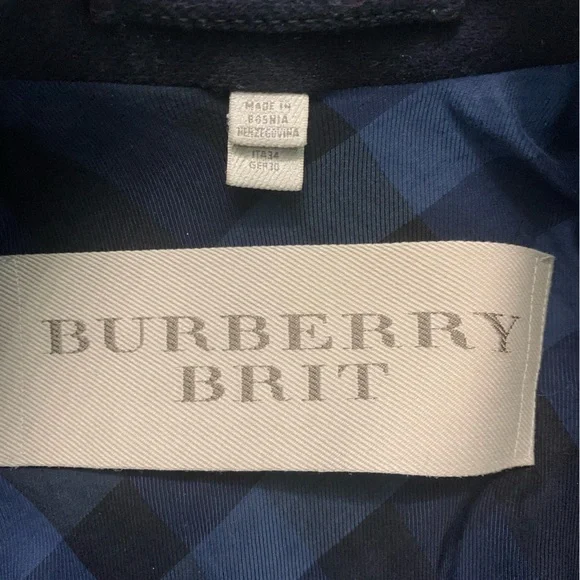 MADE IN
BOSNIA
HERZEGOVINA
ITA34
GER30
BURBERRY
BRIT